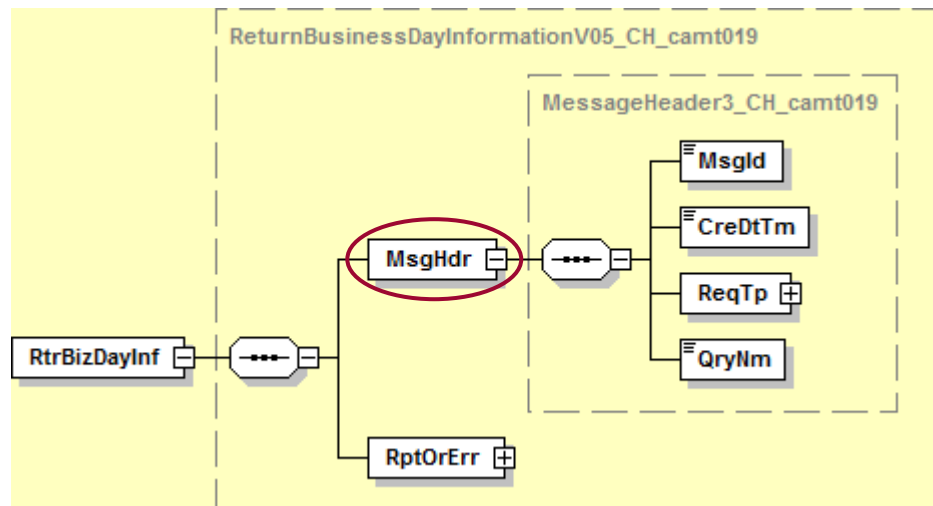 ReturnBusinessDayInformationV05_CH_camt019
MessageHeader3_CH_camt019
MsgId
CreDtTm
MsgHdr
ReqTp
RtrBizDayInf
QryNm
RptOrErr